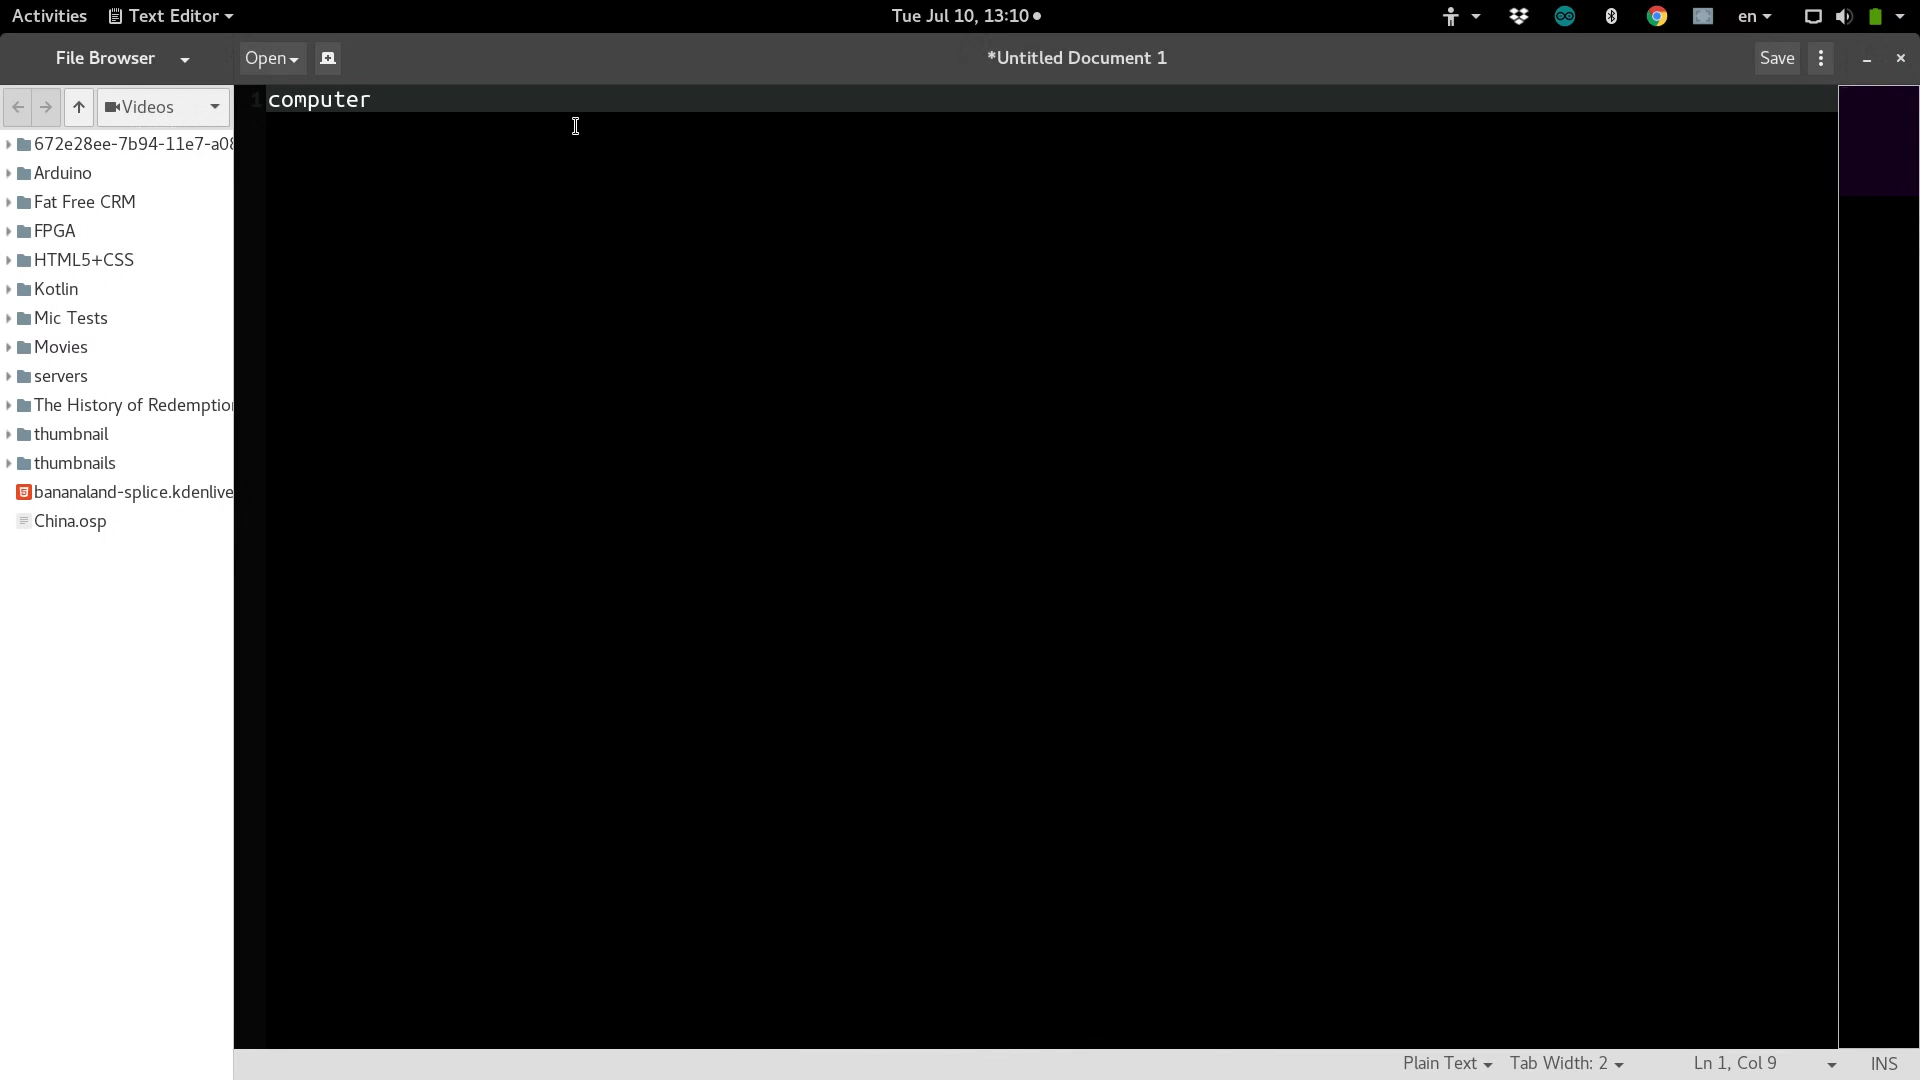 Activities Text Editor Tue Jul 10, 13:10 en
File Browser Open *Untitled Document 1 Save
Videos
1 computer
672e28ee-7b94-11e7-a08
Arduino
Fat Free CRM
FPGA
HTML5+CSS
Kotlin
Mic Tests
Movies
servers
The History of Redemption
thumbnail
thumbnails
bananaland-splice.kdenlive
China.osp
Plain Text Tab Width: 2 Ln 1, Col 9 INS